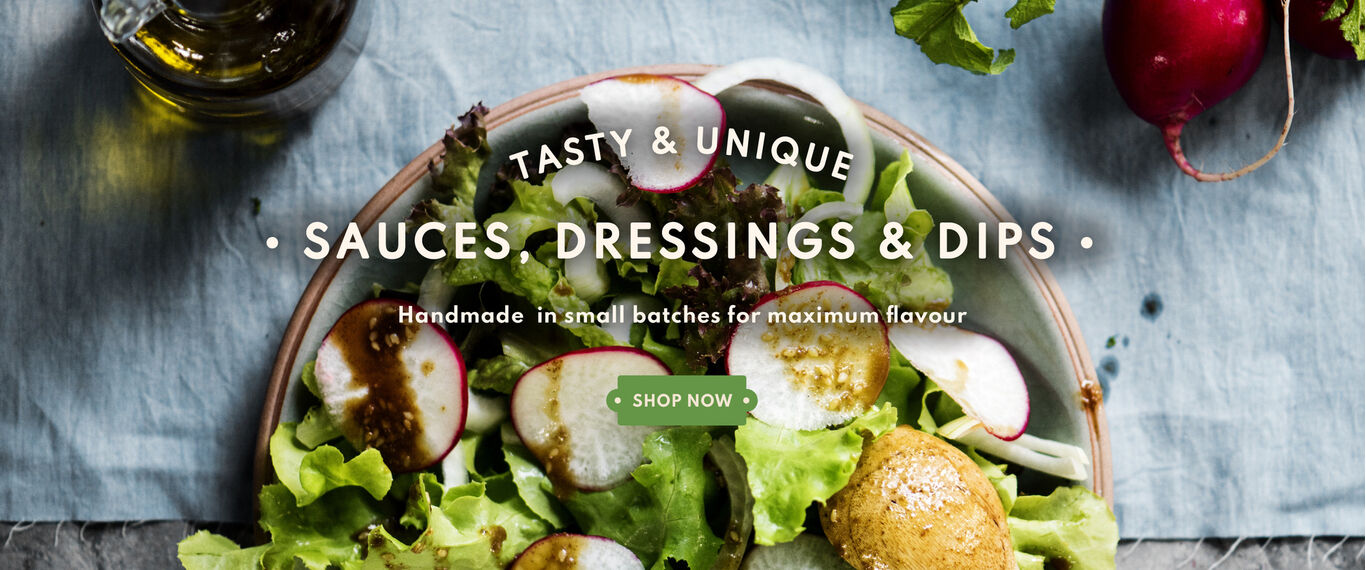 TASTY & UNIQUE
• SAUCES, DRESSINGS & DIPS •
Handmade in small batches for maximum flavour
• SHOP NOW •